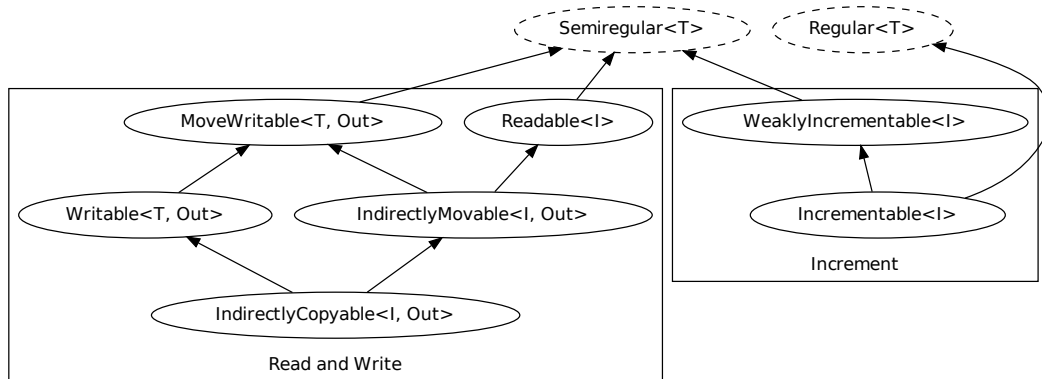 Semiregular<T>
Regular<T>
MoveWritable<T, Out>
Readable<I>
WeaklyIncrementable<I>
Writable<T, Out>
IndirectlyMovable<I, Out>
Incrementable<I>
Increment
IndirectlyCopyable<I, Out>
Read and Write